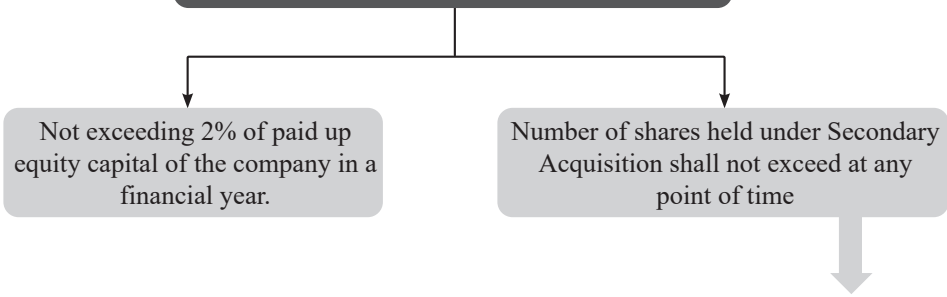 Not exceeding 2% of paid up
equity capital of the company in a
financial year.
Number of shares held under Secondary
Acquisition shall not exceed at any
point of time